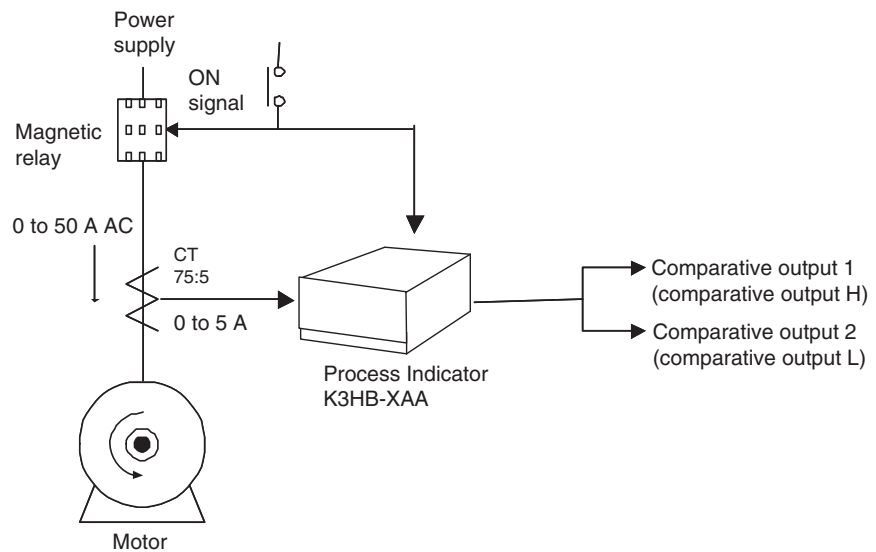 Power
supply
ON
signal
Magnetic
relay
0 to 50 A AC
CT
75:5
0 to 5 A
Process Indicator
K3HB-XAA
Comparative output 1
(comparative output H)
Comparative output 2
(comparative output L)
Motor